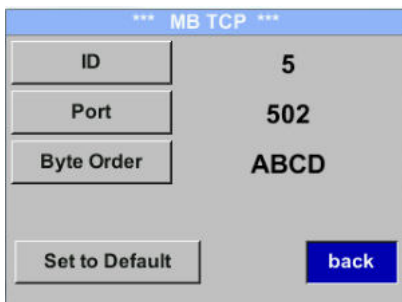 *** MB TCP ***
ID 5
Port 502
Byte Order ABCD
Set to Default back